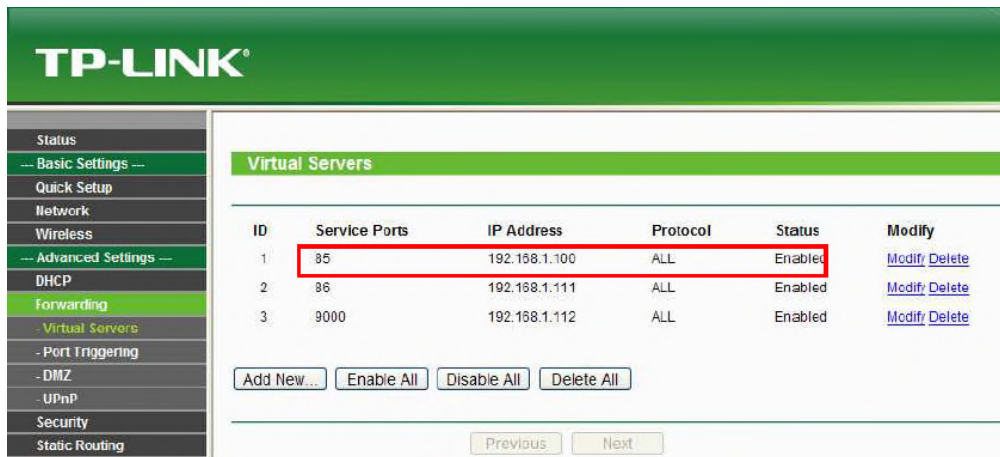 TP-LINK®
Status
--- Basic Settings ---
Quick Setup
Network
Wireless
--- Advanced Settings ---
DHCP
Forwarding
- Virtual Servers
- Port Triggering
- DMZ
- UPnP
Security
Static Routing
Virtual Servers
ID Service Ports IP Address Protocol Status Modify
1 85 192.168.1.100 ALL Enabled Modify Delete
2 86 192.168.1.111 ALL Enabled Modify Delete
3 9000 192.168.1.112 ALL Enabled Modify Delete
Add New... Enable All Disable All Delete All
Previous Next